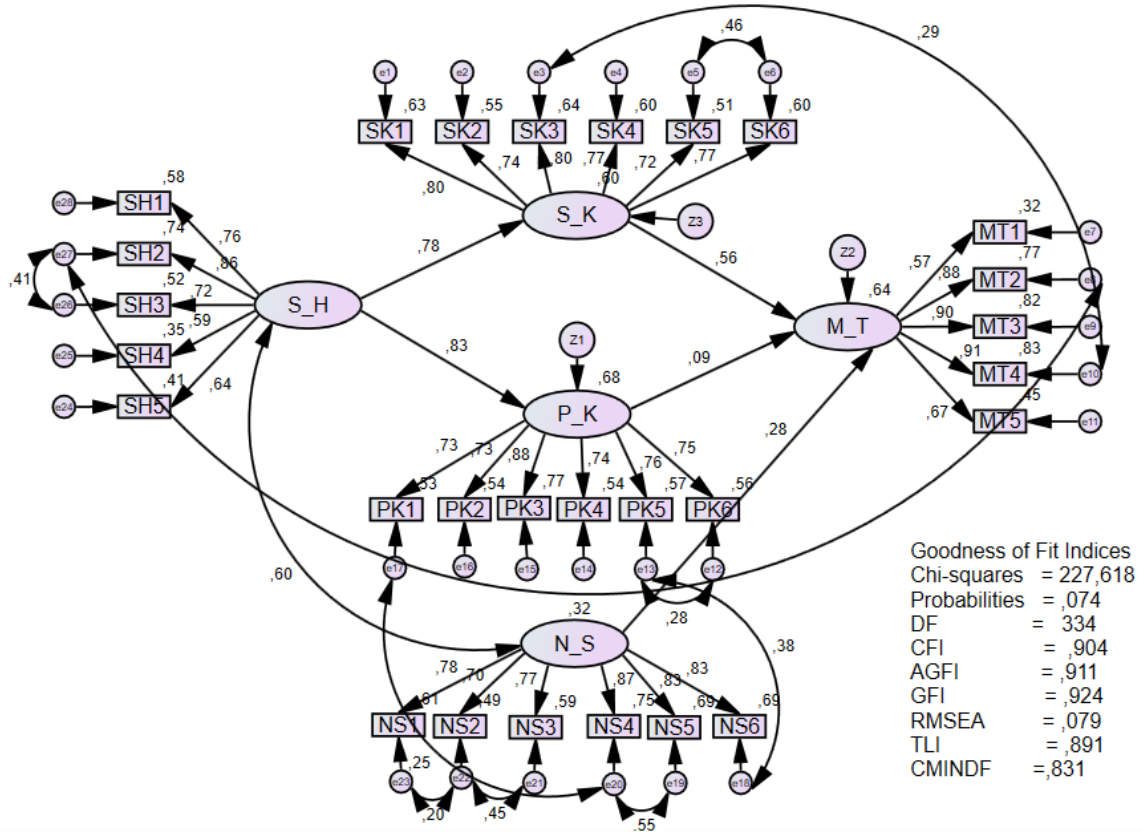 ,46
,29
e1
e2
e3
e4
e5
e6
,63
,55
,64
,60
,51
,60
SK1
SK2
SK3
SK4
SK5
SK6
,80
,74
,80
,77
,72
,77
,60
S_K
Z3
,58
e28
SH1
,76
,74
e27
SH2
,86
,41
,52
e26
SH3
,72
,35
,59
e25
SH4
,41
,64
e24
SH5
S_H
,78
,83
,56
Z2
,64
M_T
,32
MT1
e7
,57
,77
MT2
e8
,88
,82
MT3
e9
,90
,83
MT4
e10
,91
,45
MT5
e11
,67
Z1
,68
P_K
,09
,28
,73
,73
,88
,74
,76
,75
,53
,54
,77
,54
,57
,56
PK1
PK2
PK3
PK4
PK5
PK6
e17
e16
e15
e14
e13
e12
,60
,28
,38
,32
N_S
,78
,70
,77
,87
,83
,83
,61
,49
,59
,75
,69
,69
NS1
NS2
NS3
NS4
NS5
NS6
,25
e23
e22
e21
e20
e19
e18
,20
,45
,55
Goodness of Fit Indices
Chi-squares = 227,618
Probabilities = ,074
DF = 334
CFI = ,904
AGFI = ,911
GFI = ,924
RMSEA = ,079
TLI = ,891
CMINDF =,831